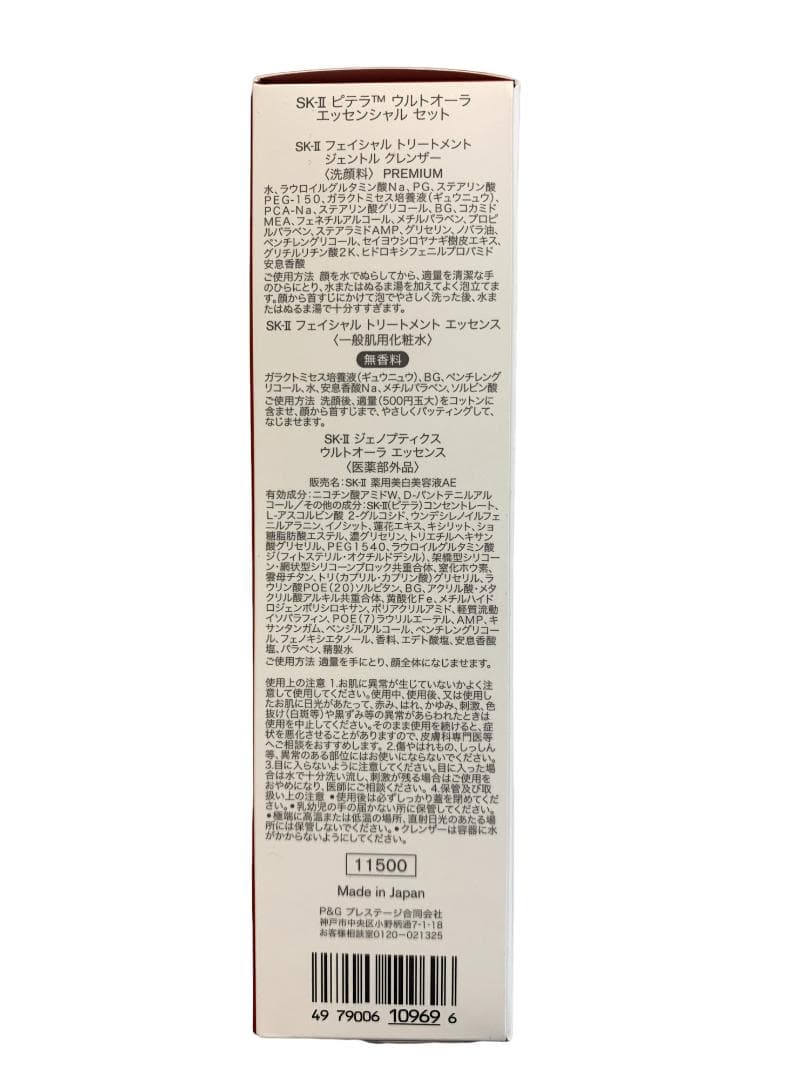 SK-Ⅱ ピテラ™ ウルトオーラ
エッセンシャル セット
SK-Ⅱ フェイシャル トリートメント
ジェントル クレンザー
〈洗顔料〉 PREMIUM
水、ラウロイルグルタミン酸Na、PG、ステアリン酸
PEG-150、ガラクトミセス培養液(ギュウニュウ)、
PCA-Na、ステアリン酸グリコール、BG、コカミド
MEA、フェネチルアルコール、メチルパラベン、プロピ
ルパラベン、ステアラミドAMP、グリセリン、ノバラ油、
ペンチレングリコール、セイヨウシロヤナギ樹皮エキス、
グリチルリチン酸2K、ヒドロキシフェニルプロパミド
安息香酸
ご使用方法 顔を水でぬらしてから、適量を清潔な手
のひらにとり、水またはぬるま湯を加えてよく泡立てま
す。顔から首すじにかけて泡でやさしく洗った後、水ま
たはぬるま湯で十分すすぎます。
SK-Ⅱ フェイシャル トリートメント エッセンス
〈一般肌用化粧水〉
無香料
ガラクトミセス培養液(ギュウニュウ)、BG、ペンチレング
リコール、水、安息香酸Na、メチルパラベン、ソルビン酸
ご使用方法 洗顔後、適量(500円玉大)をコットンに
含ませ、顔から首すじまで、やさしくパッティングして、
なじませます。
SK-Ⅱ ジェノプティクス
ウルトオーラ エッセンス
〈医薬部外品〉
販売名:SK-Ⅱ 薬用美白美容液AE
有効成分:ニコチン酸アミドW、D-パントテニルアル
コール/その他の成分:SK-Ⅱ(ピテラ)コンセントレート、
L-アスコルビン酸 2-グルコシド、ウンデシレノイルフェ
ニルアラニン、イノシット、蓮花エキス、キシリット、ショ
糖脂肪酸エステル、濃グリセリン、トリエチルヘキサン
酸グリセリル、PEG1540、ラウロイルグルタミン酸
ジ(フィトステリル・オクチルドデシル)、架橋型シリコー
ン・網状型シリコーンブロック共重合体、窒化ホウ素、
雲母チタン、トリ(カプリル・カプリン酸)グリセリル、ラ
ウリン酸POE(20)ソルビタン、BG、アクリル酸・メタ
クリル酸アルキル共重合体、黄酸化Fe、メチルハイド
ロジェンポリシロキサン、ポリアクリルアミド、軽質流動
イソパラフィン、POE(7)ラウリルエーテル、AMP、キ
サンタンガム、ベンジルアルコール、ペンチレングリコー
ル、フェノキシエタノール、香料、エデト酸塩、安息香酸
塩、パラベン、精製水
ご使用方法 適量を手にとり、顔全体になじませます。
使用上の注意 1.お肌に異常が生じていないかよく注
意して使用してください。使用中、使用後、又は使用し
たお肌に日光があたって、赤み、はれ、かゆみ、刺激、色
抜け(白斑等)や黒ずみ等の異常があらわれたときは
使用を中止してください。そのまま使用を続けると、症
状を悪化させることがありますので、皮膚科専門医等
へご相談をおすすめします。2.傷やはれもの、しっしん
等、異常のある部位にはお使いにならないでください。
3.目に入らないように注意してください。目に入った場
合は水で十分洗い流し、刺激が残る場合はご使用を
おやめになり、医師にご相談ください。4.保管及び取
扱い上の注意 ●使用後は必ずしっかり蓋を閉めてくだ
さい。●乳幼児の手の届かない所に保管してください。
●極端に高温または低温の場所、直射日光のあたる場
所には保管しないでください。●クレンザーは容器に水
がかからないようにしてください。
11500
Made in Japan
P&G プレステージ合同会社
神戸市中央区小野柄通7-1-18
お客様相談室0120-021325
49 79006 10969 6